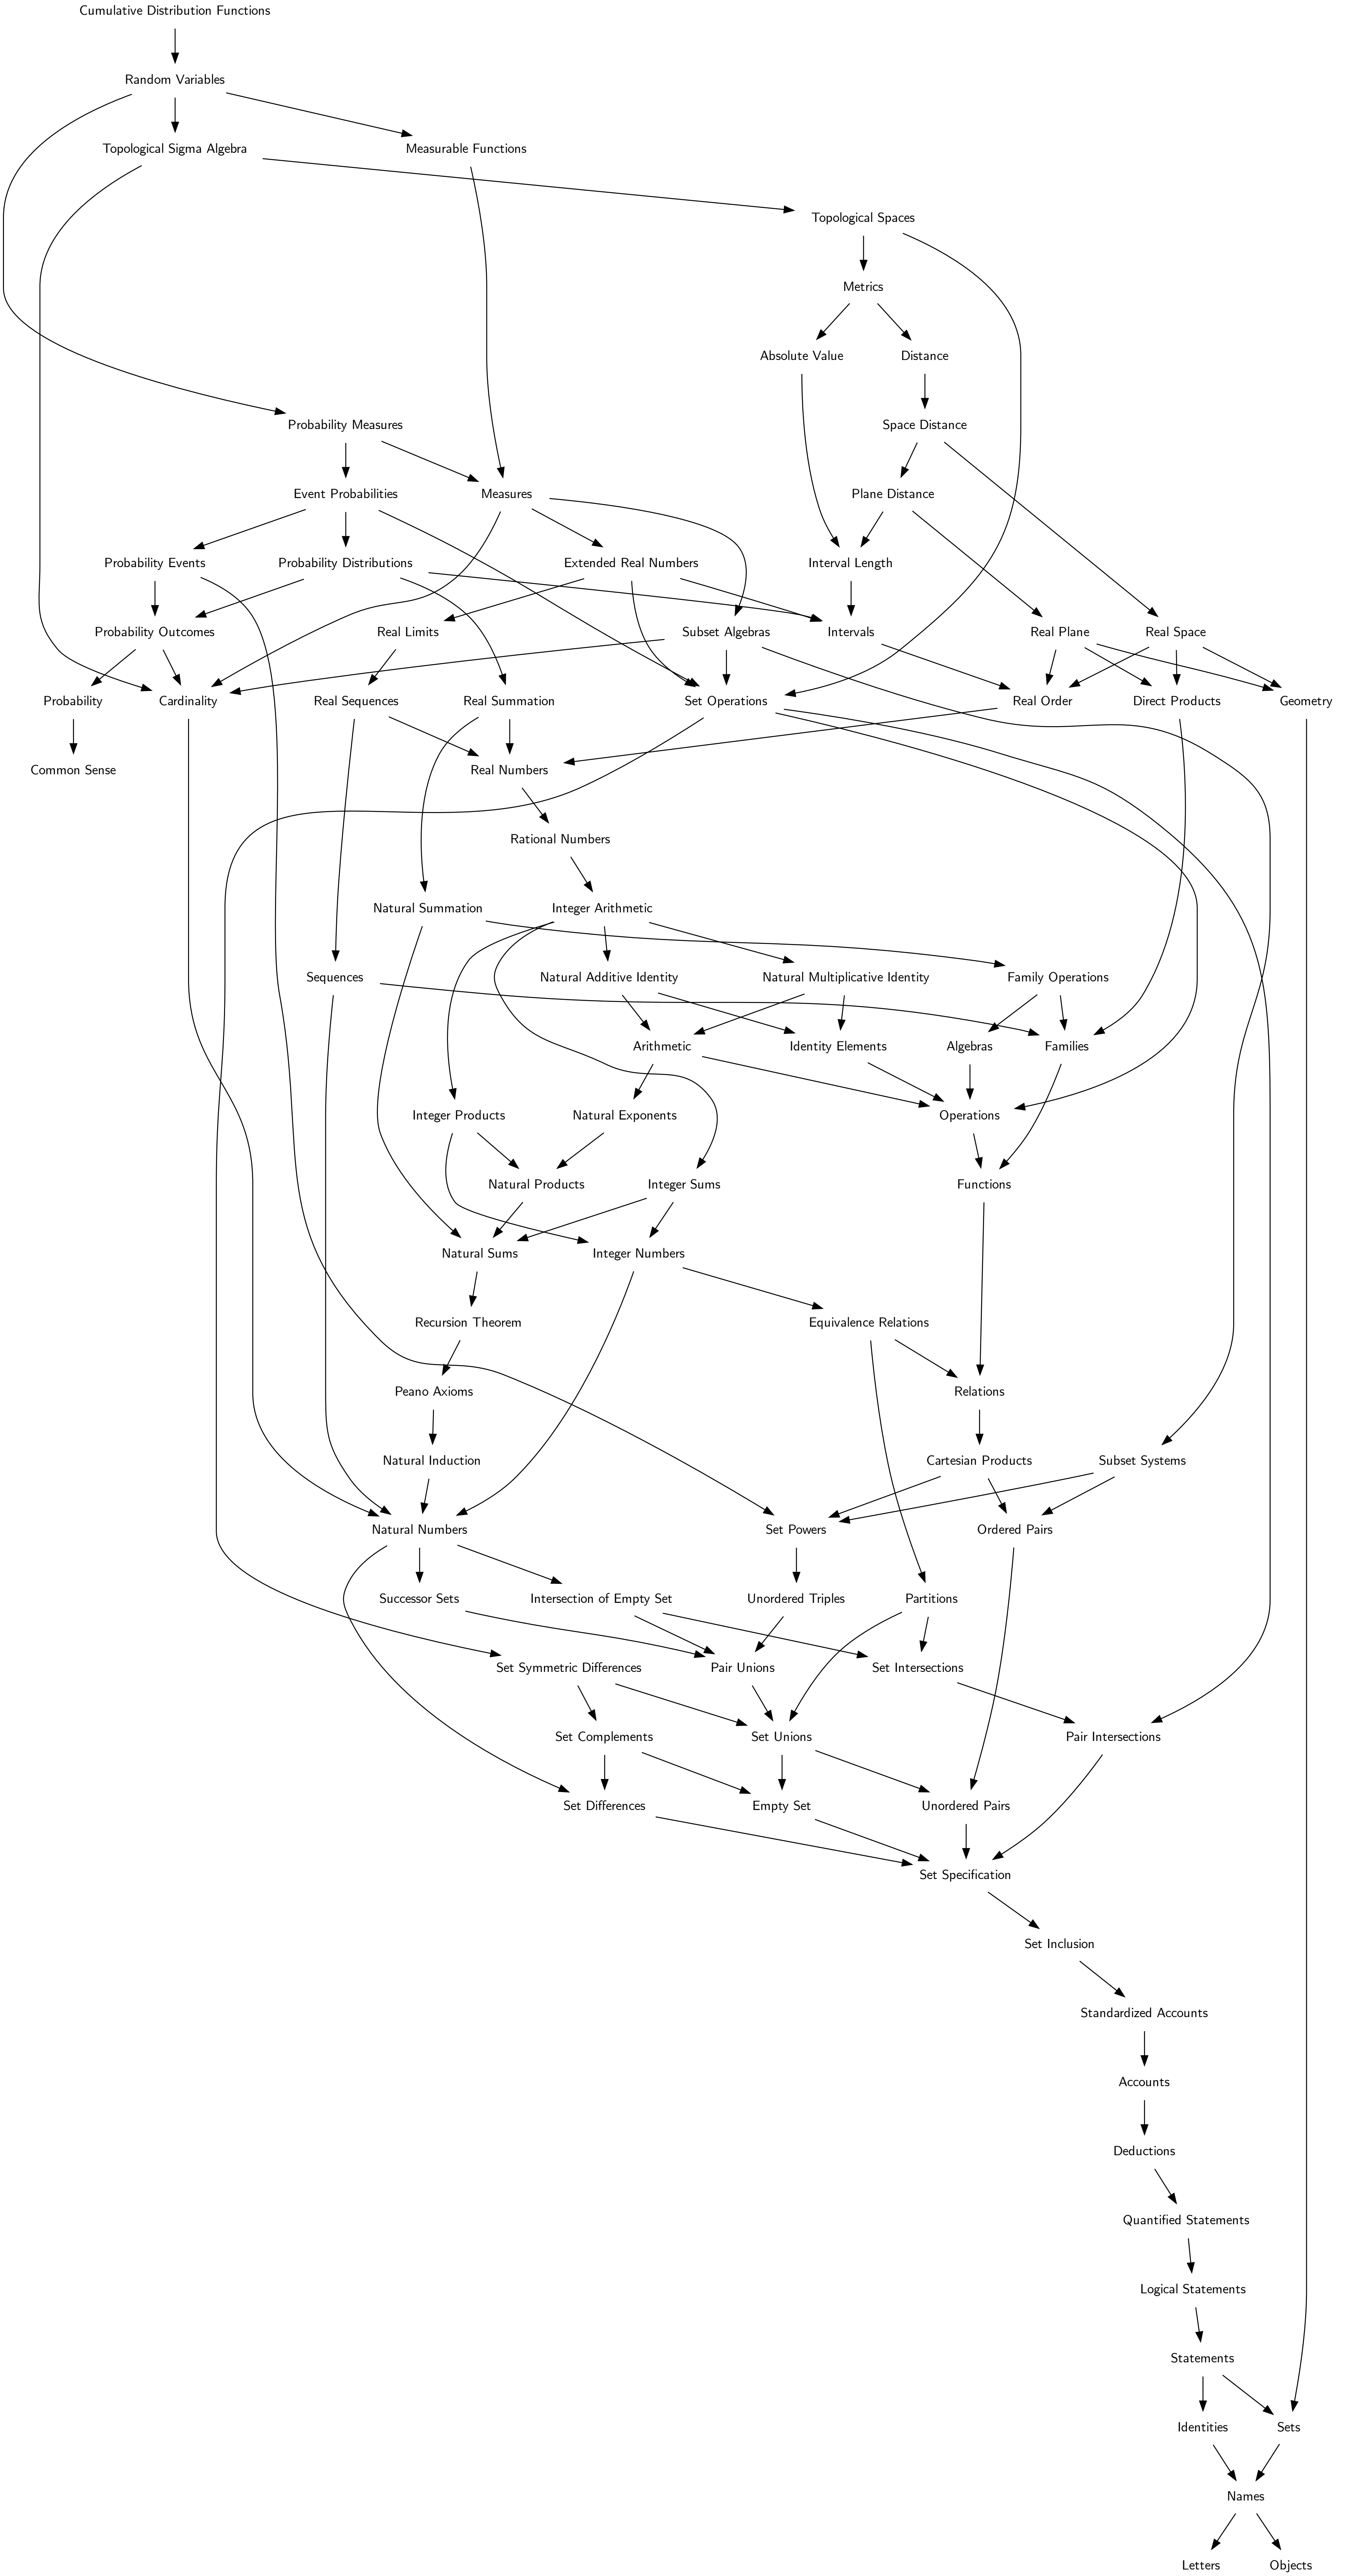 Cumulative Distribution Functions
Random Variables
Topological Sigma Algebra
Measurable Functions
Topological Spaces
Metrics
Absolute Value
Distance
Probability Measures
Space Distance
Event Probabilities
Measures
Plane Distance
Probability Events
Probability Distributions
Extended Real Numbers
Interval Length
Probability Outcomes
Real Limits
Subset Algebras
Intervals
Real Plane
Real Space
Probability
Cardinality
Real Sequences
Real Summation
Set Operations
Real Order
Direct Products
Geometry
Common Sense
Real Numbers
Rational Numbers
Natural Summation
Integer Arithmetic
Sequences
Natural Additive Identity
Natural Multiplicative Identity
Family Operations
Arithmetic
Identity Elements
Algebras
Families
Integer Products
Natural Exponents
Operations
Natural Products
Integer Sums
Functions
Natural Sums
Integer Numbers
Recursion Theorem
Equivalence Relations
Peano Axioms
Relations
Natural Induction
Cartesian Products
Subset Systems
Natural Numbers
Set Powers
Ordered Pairs
Successor Sets
Intersection of Empty Set
Unordered Triples
Partitions
Set Symmetric Differences
Pair Unions
Set Intersections
Set Complements
Set Unions
Pair Intersections
Set Differences
Empty Set
Unordered Pairs
Set Specification
Set Inclusion
Standardized Accounts
Accounts
Deductions
Quantified Statements
Logical Statements
Statements
Identities
Sets
Names
Letters
Objects